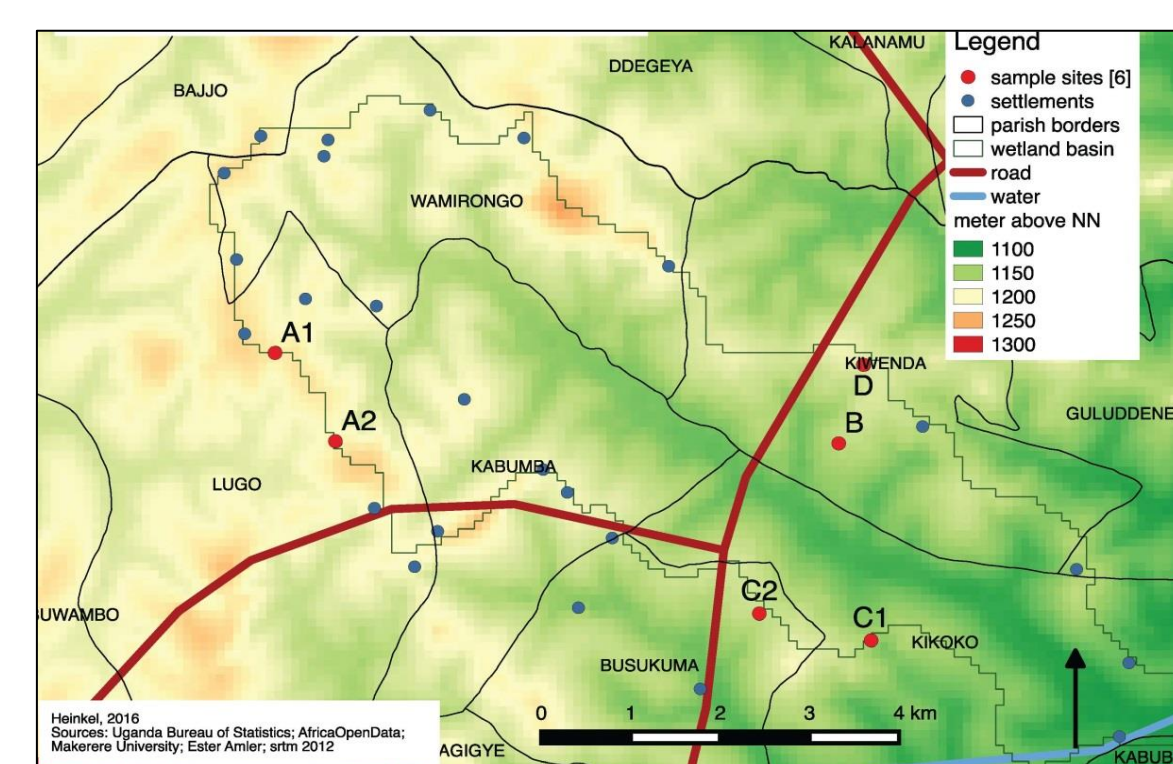 KALANAMU
DDEGEYA
BAJJO
WAMIRONGO
Legend
sample sites [6]
settlements
parish borders
wetland basin
road
water
meter above NN
1100
1150
1200
1250
1300
A1
KIWENDA
D
A2
B
GULUDDENE
KABUMBA
LUGO
C2
C1
UWAMBO
KIKOKO
BUSUKUMA
0 1 2 3 4 km
Heinkel, 2016
Sources: Uganda Bureau of Statistics; AfricaOpenData;
Makerere University; Ester Amler; srtm 2012
AGIGYE
KABUR